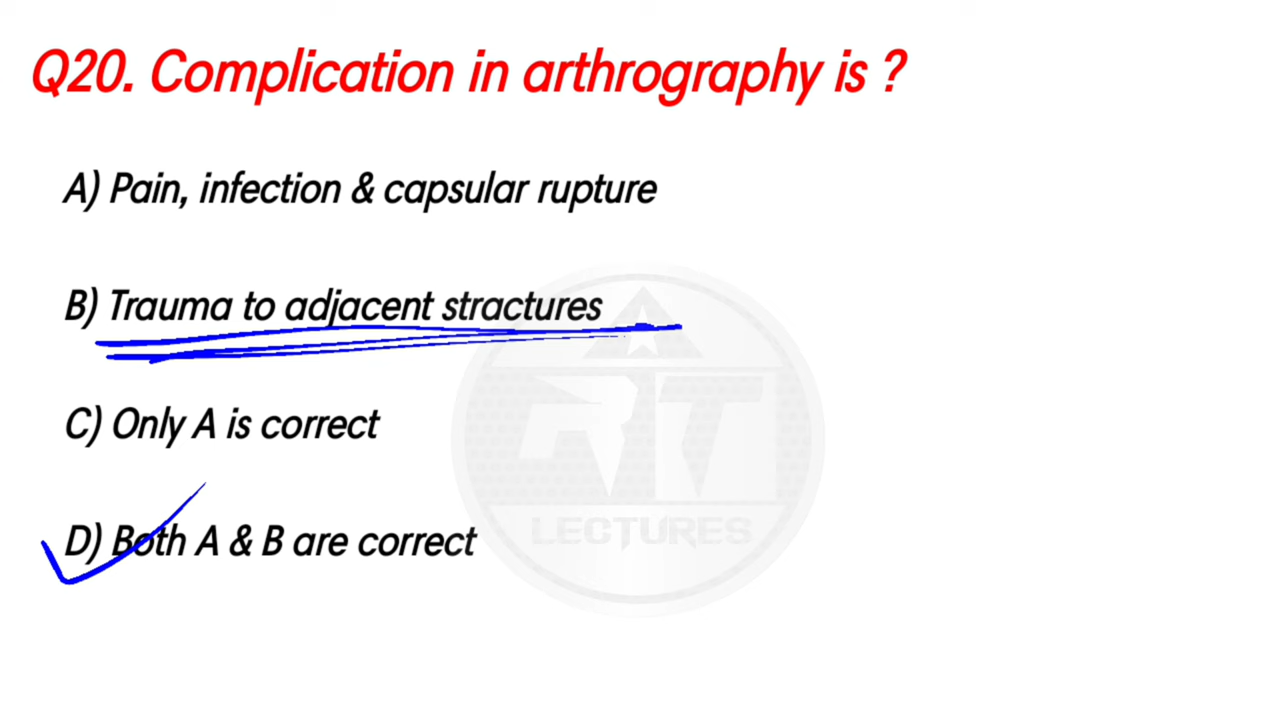 Q20. Complication in arthrography is ?
A) Pain, infection & capsular rupture
B) Trauma to adjacent stractures
C) Only A is correct
D) Both A & B are correct
RT
LECTURES